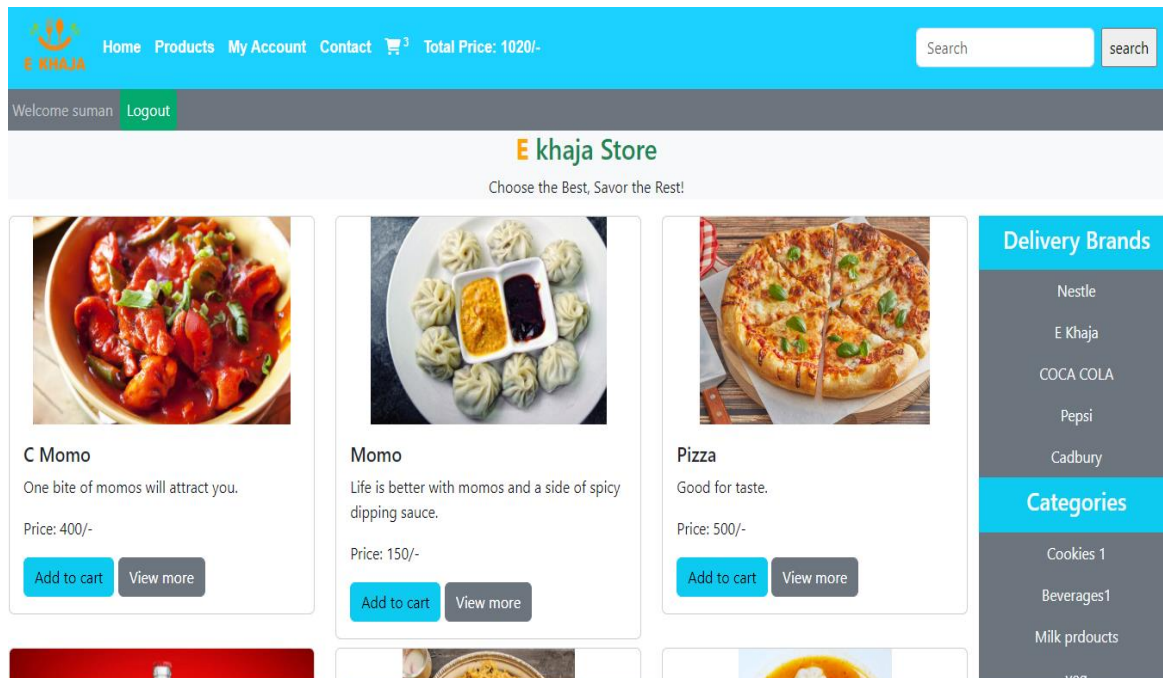 E KHAJA
Home Products My Account Contact 3 Total Price: 1020/-
Search search
Welcome suman Logout
E khaja Store
Choose the Best, Savor the Rest!
C Momo
One bite of momos will attract you.
Price: 400/-
Add to cart View more
Momo
Life is better with momos and a side of spicy
dipping sauce.
Price: 150/-
Add to cart View more
Pizza
Good for taste.
Price: 500/-
Add to cart View more
Delivery Brands
Nestle
E Khaja
COCA COLA
Pepsi
Cadbury
Categories
Cookies 1
Beverages1
Milk prdoucts